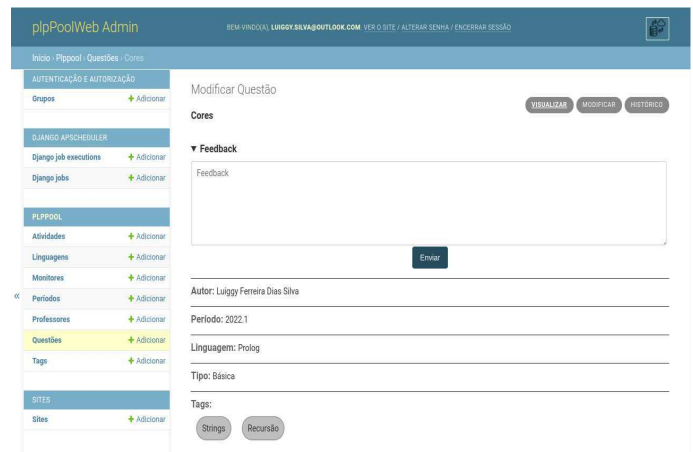 plpPoolWeb Admin
BEM-VINDO(A), LUIGGY.SILVA@OUTLOOK.COM. VER O SITE / ALTERAR SENHA / ENCERRAR SESSÃO
Início › Plppool › Questões › Cores
AUTENTICAÇÃO E AUTORIZAÇÃO
Grupos + Adicionar
DJANGO APSCHEDULER
Django job executions + Adicionar
Django jobs + Adicionar
PLPPOOL
Atividades + Adicionar
Linguagens + Adicionar
Monitores + Adicionar
Períodos + Adicionar
Professores + Adicionar
Questões + Adicionar
Tags + Adicionar
SITES
Sites + Adicionar
«
Modificar Questão
VISUALIZAR MODIFICAR HISTÓRICO
Cores
▼ Feedback
Feedback
Enviar
Autor: Luiggy Ferreira Dias Silva
Período: 2022.1
Linguagem: Prolog
Tipo: Básica
Tags:
Strings Recursão